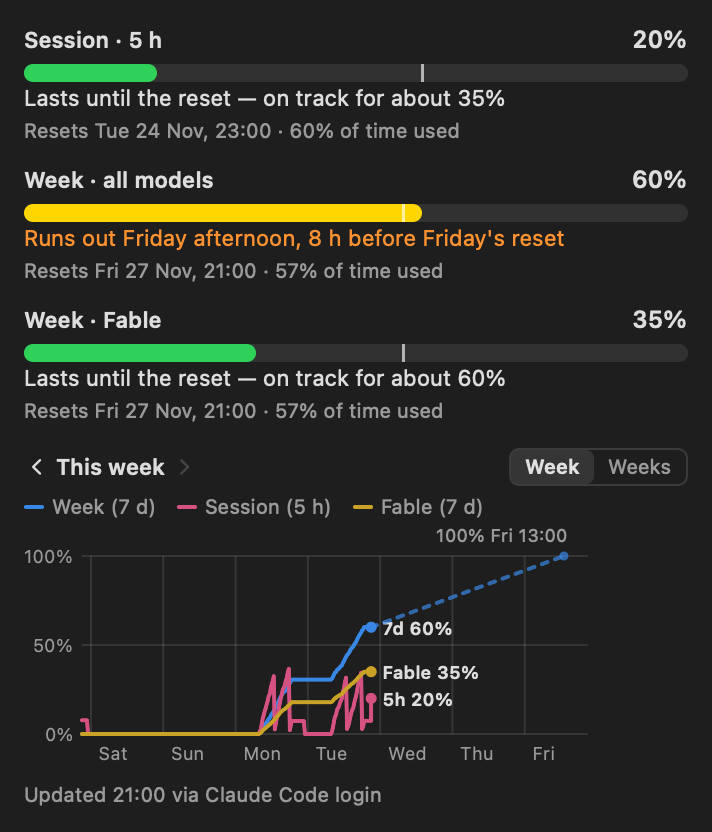 Session · 5 h 20%
Lasts until the reset — on track for about 35%
Resets Tue 24 Nov, 23:00 · 60% of time used
Week · all models 60%
Runs out Friday afternoon, 8 h before Friday's reset
Resets Fri 27 Nov, 21:00 · 57% of time used
Week · Fable 35%
Lasts until the reset — on track for about 60%
Resets Fri 27 Nov, 21:00 · 57% of time used
This week Week Weeks
Week (7 d) Session (5 h) Fable (7 d)
100% Fri 13:00
100%
7d 60%
50%
Fable 35%
5h 20%
0%
Sat Sun Mon Tue Wed Thu Fri
Updated 21:00 via Claude Code login